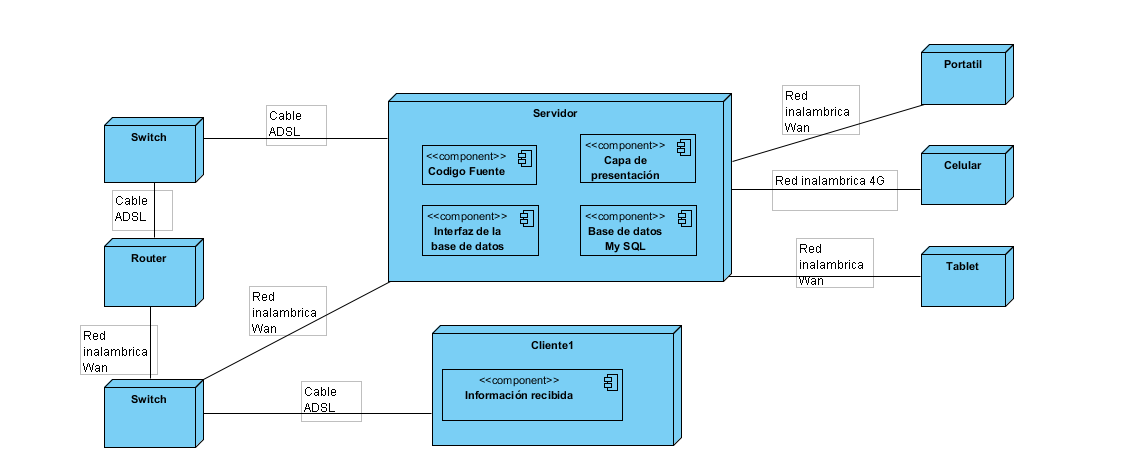 Portatil
Red
inalambrica
Wan
Servidor
Cable
ADSL
Switch
<<component>>
Codigo Fuente
<<component>>
Capa de
presentación
Celular
Red inalambrica 4G
Cable
ADSL
<<component>>
Interfaz de la
base de datos
<<component>>
Base de datos
My SQL
Router
Red
inalambrica
Wan
Tablet
Red
inalambrica
Wan
Red
inalambrica
Wan
Cliente1
Switch
Cable
ADSL
<<component>>
Información recibida